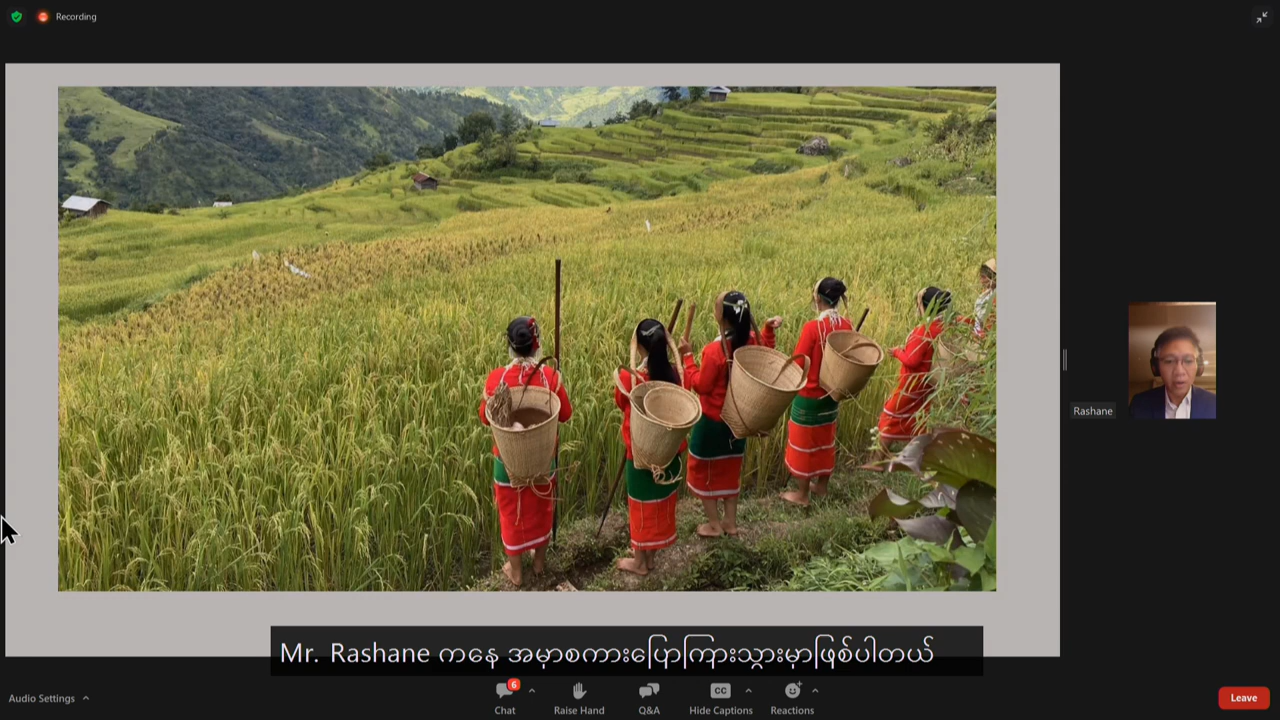 Recording
Rashane
Mr. Rashane ကနေ အမှာစကားပြောကြားသွားမှာဖြစ်ပါတယ်
Audio Settings
6
Chat
Raise Hand
Q&A
CC
Hide Captions
Reactions
Leave